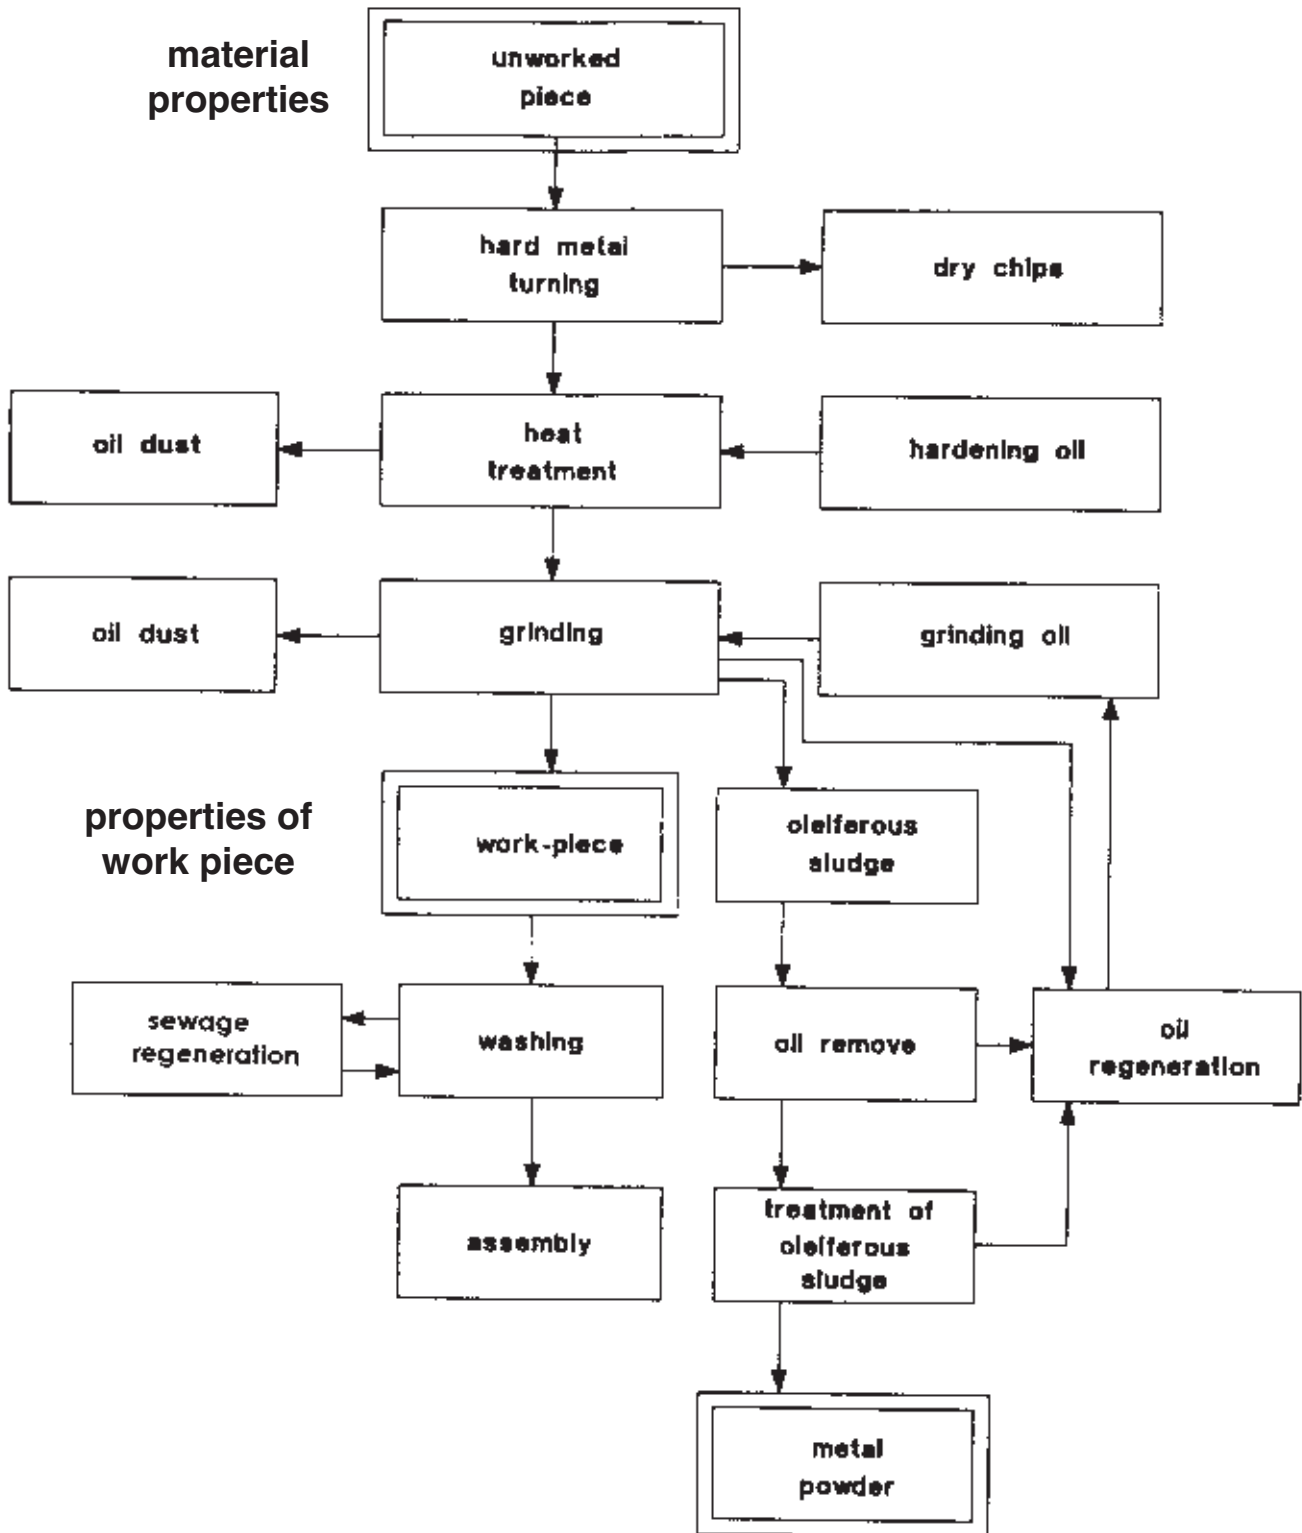 material
properties
unworked
piece
hard metal
turning
dry chips
oil dust
heat
treatment
hardening oil
oil dust
grinding
grinding oil
properties of
work piece
work-piece
oleiferous
sludge
sewage
regeneration
washing
oil remove
oil
regeneration
assembly
treatment of
oleiferous
sludge
metal
powder